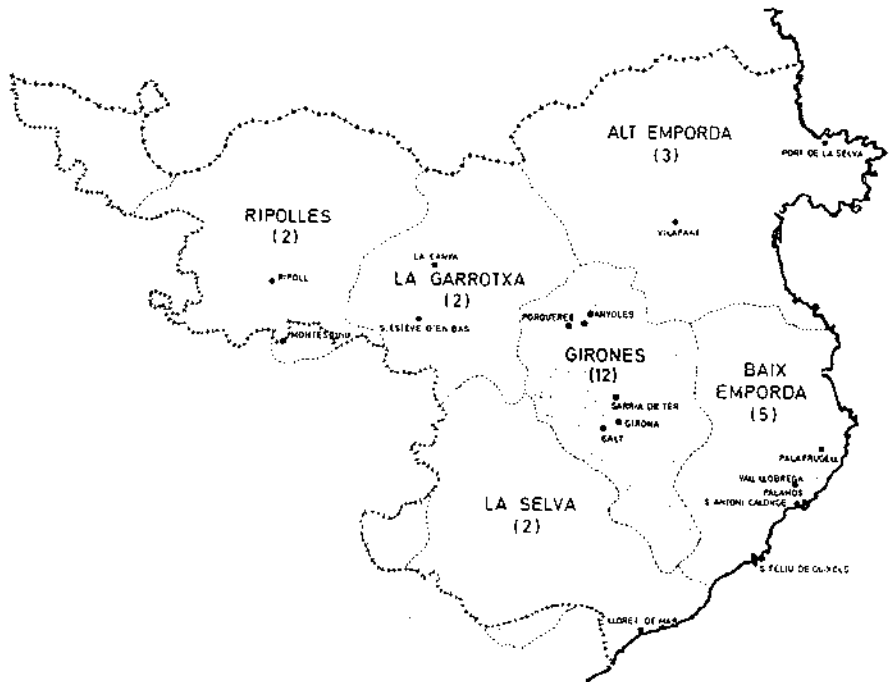 ALT EMPORDA
(3)
PORT DE LA SELVA
VILAFANT
RIPOLLES
(2)
RIPOLL
LA CANYA
LA GARROTXA
(2)
S. ESTEVE D'EN BAS
MONTESQUIU
PORQUERES
BANYOLES
GIRONES
(12)
SARRIA DE TER
GIRONA
SALT
BAIX
EMPORDA
(5)
PALAFRUGELL
VALL LLOBREGA
PALAMOS
S. ANTONI CALONGE
S. FELIU DE GUIXOLS
LA SELVA
(2)
LLORET DE MAR